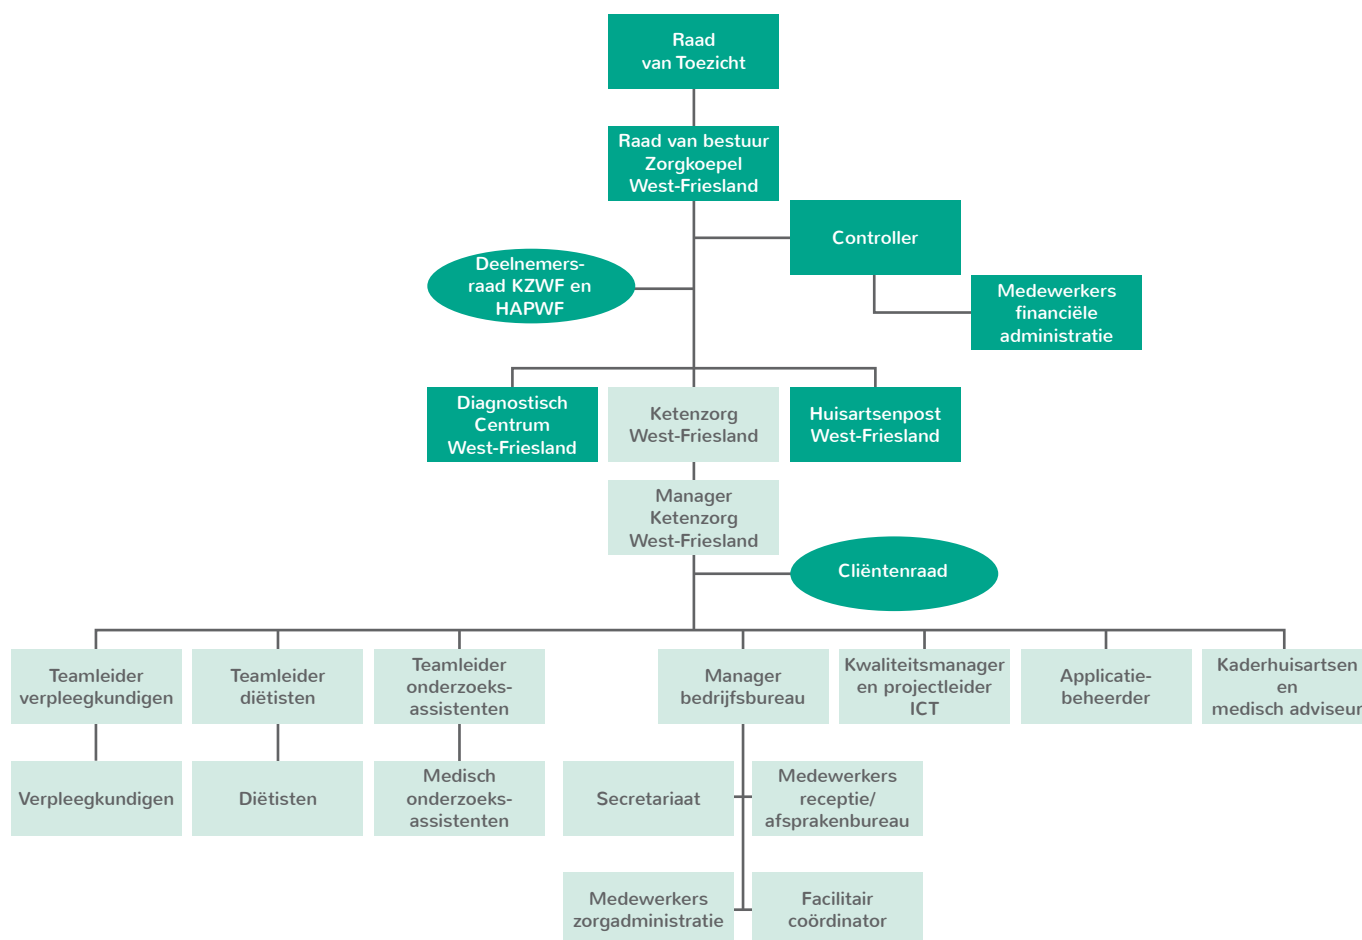 Raad
van Toezicht
Raad van bestuur
Zorgkoepel
West-Friesland
Controller
Deelnemers-
raad KZWF en
HAPWF
Medewerkers
financiële
administratie
Diagnostisch
Centrum
West-Friesland
Ketenzorg
West-Friesland
Huisartsenpost
West-Friesland
Manager
Ketenzorg
West-Friesland
Cliëntenraad
Teamleider
verpleegkundigen
Teamleider
diëtisten
Teamleider
onderzoeks-
assistenten
Manager
bedrijfsbureau
Kwaliteitsmanager
en projectleider
ICT
Applicatie-
beheerder
Kaderhuisartsen
en
medisch adviseur
Verpleegkundigen
Diëtisten
Medisch
onderzoeks-
assistenten
Secretariaat
Medewerkers
receptie/
afsprakenbureau
Medewerkers
zorgadministratie
Facilitair
coördinator